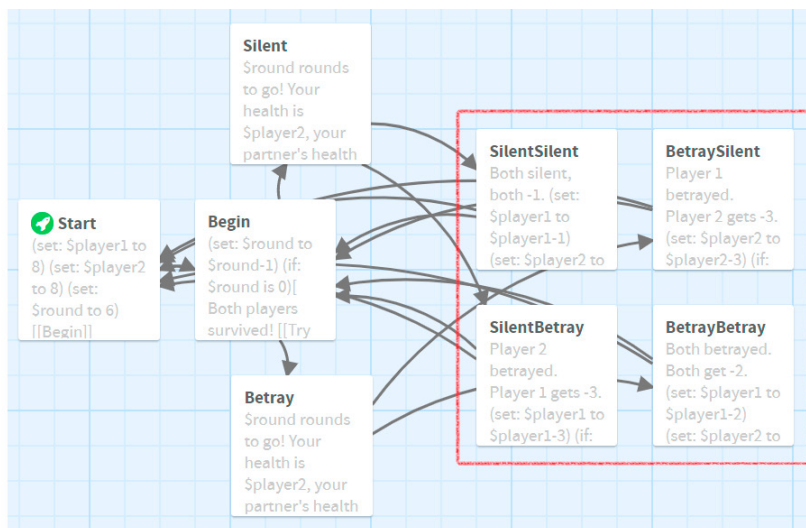 Silent
$round rounds
to go! Your
health is
$player2, your
partner's health
Start
(set: $player1 to
8) (set: $player2
to 8) (set:
$round to 6)
[[Begin]]
Begin
(set: $round to
$round-1) (if:
$round is 0)[
Both players
survived! [[Try
Betray
$round rounds
to go! Your
health is
$player2, your
partner's health
SilentSilent
Both silent,
both -1. (set:
$player1 to
$player1-1)
(set: $player2 to
BetraySilent
Player 1
betrayed.
Player 2 gets -3.
(set: $player2 to
$player2-3) (if:
SilentBetray
Player 2
betrayed.
Player 1 gets -3.
(set: $player1 to
$player1-3) (if:
BetrayBetray
Both betrayed.
Both get -2.
(set: $player1 to
$player1-2)
(set: $player2 to